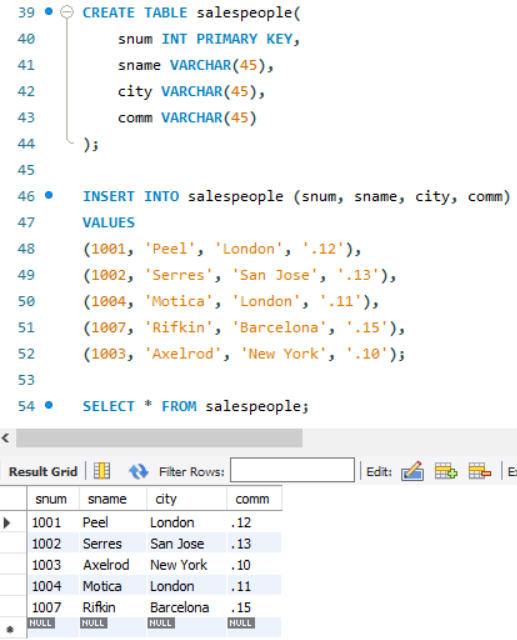 39 CREATE TABLE salespeople(
40 snum INT PRIMARY KEY,
41 sname VARCHAR(45),
42 city VARCHAR(45),
43 comm VARCHAR(45)
44 );
45
46 INSERT INTO salespeople (snum, sname, city, comm)
47 VALUES
48 (1001, 'Peel', 'London', '.12'),
49 (1002, 'Serres', 'San Jose', '.13'),
50 (1004, 'Motica', 'London', '.11'),
51 (1007, 'Rifkin', 'Barcelona', '.15'),
52 (1003, 'Axelrod', 'New York', '.10');
53
54 SELECT * FROM salespeople;
Result Grid Filter Rows: Edit: E
snum sname city comm
1001 Peel London .12
1002 Serres San Jose .13
1003 Axelrod New York .10
1004 Motica London .11
1007 Rifkin Barcelona .15
NULL NULL NULL NULL